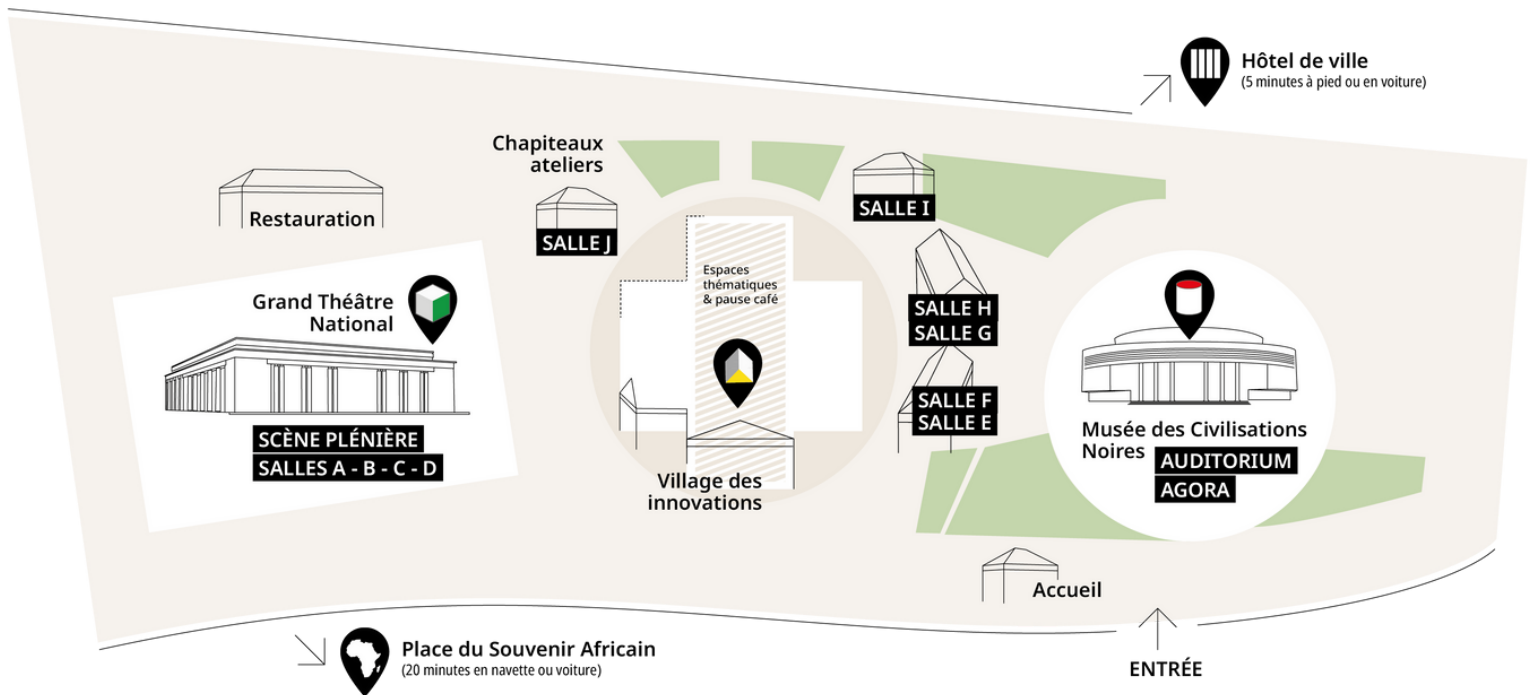 Hôtel de ville
(5 minutes à pied ou en voiture)
Chapiteaux
ateliers
Restauration
SALLE J
SALLE I
Espaces
thématiques
& pause café
Grand Théâtre
National
SCÈNE PLÉNIÈRE
SALLES A - B - C - D
SALLE H
SALLE G
SALLE F
SALLE E
Village des
innovations
Musée des Civilisations
Noires
AUDITORIUM
AGORA
Accueil
Place du Souvenir Africain
(20 minutes en navette ou voiture)
ENTRÉE